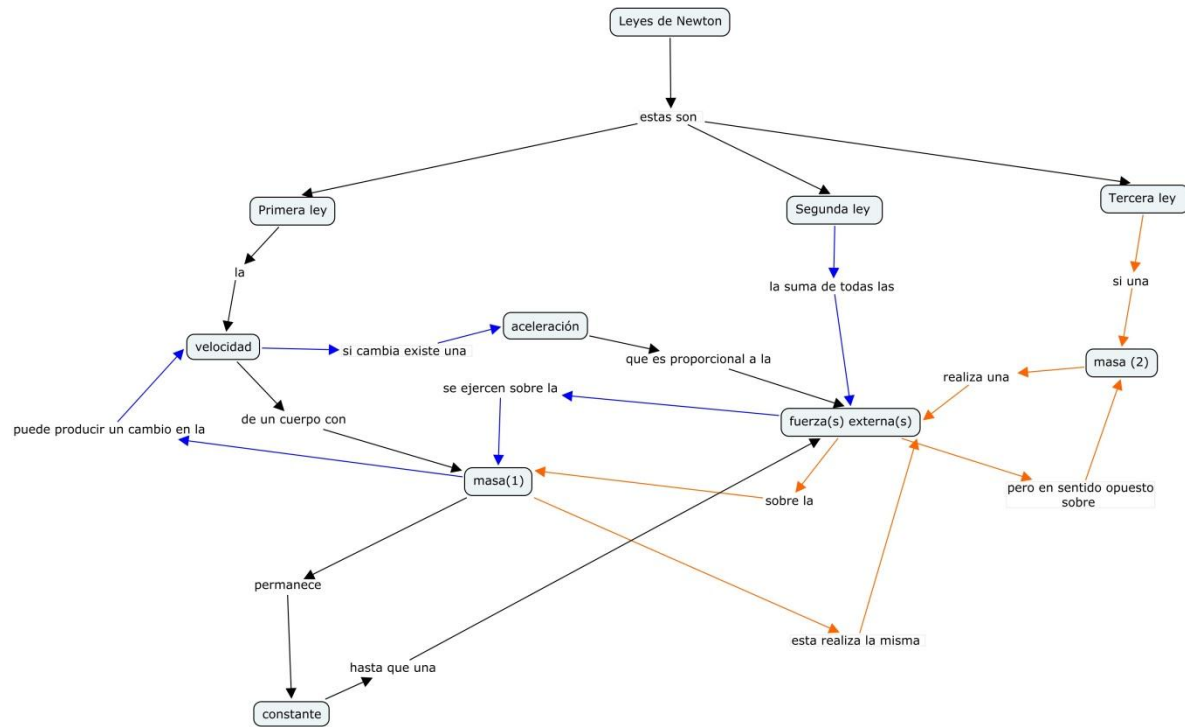 Leyes de Newton
estas son
Primera ley
Segunda ley
Tercera ley
la
la suma de todas las
si una
velocidad
si cambia existe una
aceleración
que es proporcional a la
masa (2)
realiza una
se ejercen sobre la
puede producir un cambio en la
de un cuerpo con
fuerza(s) externa(s)
masa(1)
sobre la
pero en sentido opuesto
sobre
permanece
esta realiza la misma
hasta que una
constante